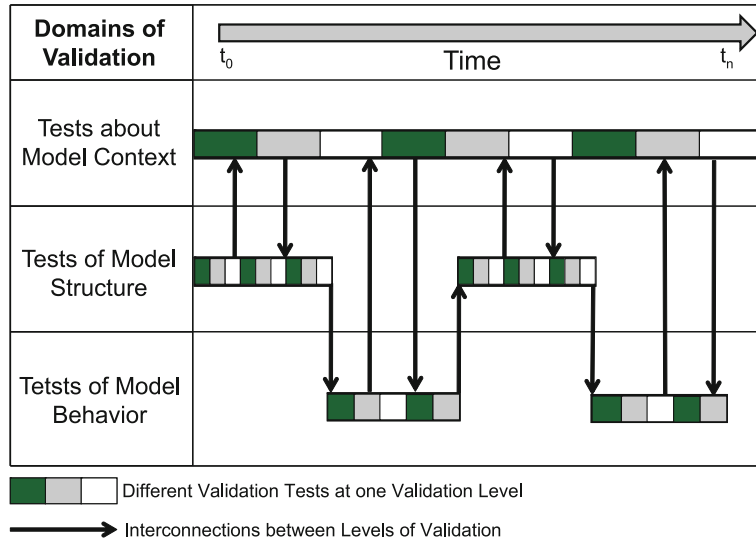 Domains of
Validation
t0
Time
tn
Tests about
Model Context
Tests of Model
Structure
Tetsts of Model
Behavior
Different Validation Tests at one Validation Level
Interconnections between Levels of Validation